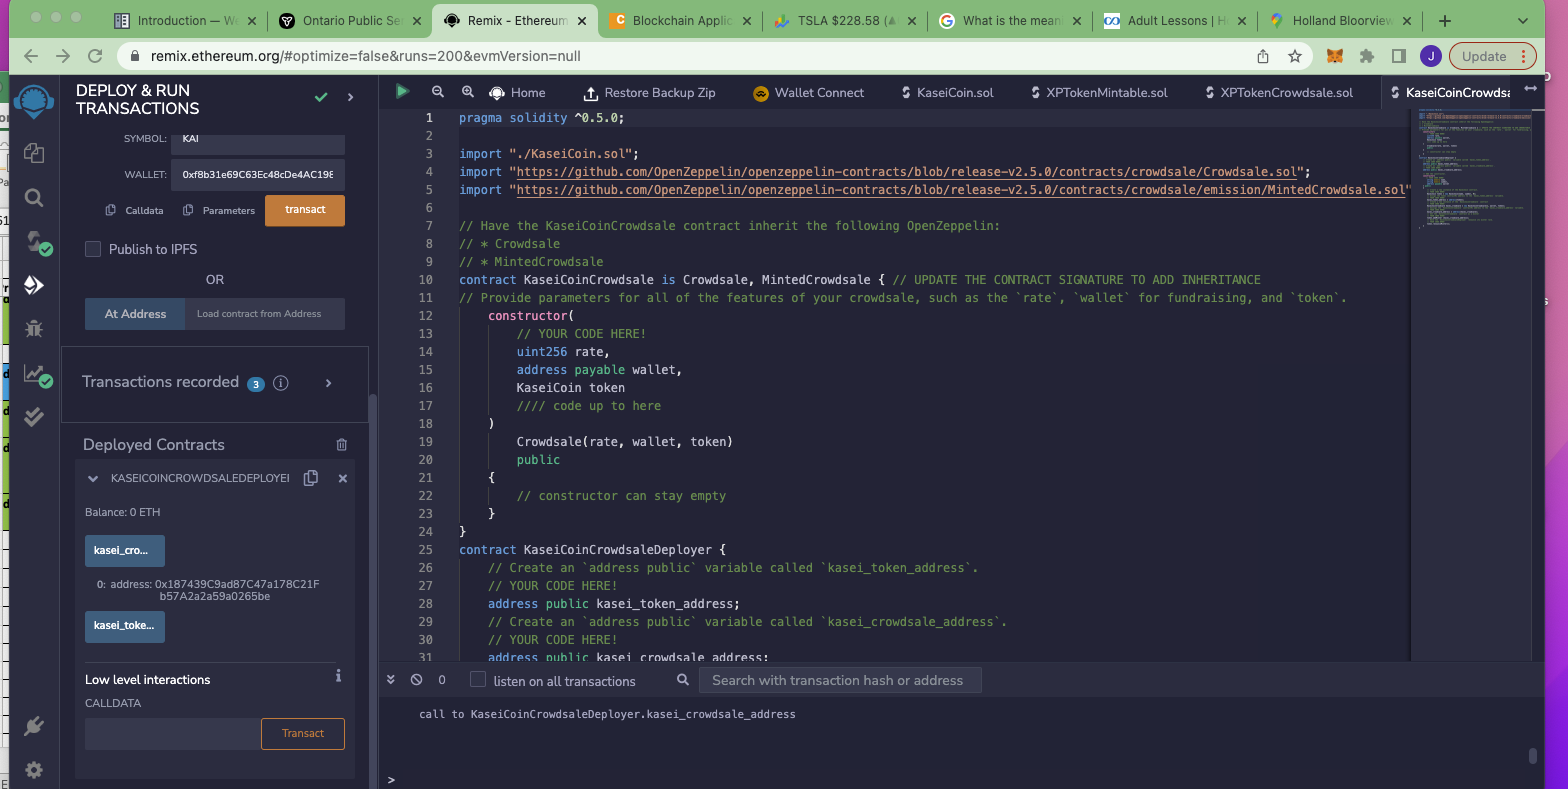 Introduction — W
Ontario Public Se
Remix - Ethereum
Blockchain Applic
TSLA $228.58 (▲
What is the mean
Adult Lessons | H
Holland Bloorview
remix.ethereum.org/#optimize=false&runs=200&evmVersion=null
J
Update
DEPLOY & RUN
TRANSACTIONS
SYMBOL: KAI
WALLET: 0xf8b31e69C63Ec48cDe4AC19E
Calldata Parameters transact
Publish to IPFS
OR
At Address Load contract from Address
Transactions recorded 3 i
Deployed Contracts
KASEICOINCROWDSALEDEPLOYEI
Balance: 0 ETH
kasei_cro...
0: address: 0x187439C9ad87C47a178C21F
b57A2a2a59a0265be
kasei_toke...
Low level interactions
CALLDATA
Transact
Home Restore Backup Zip Wallet Connect KaseiCoin.sol XPTokenMintable.sol XPTokenCrowdsale.sol KaseiCoinCrowdsa
1 pragma solidity ^0.5.0;
2
3 import "./KaseiCoin.sol";
4 import "https://github.com/OpenZeppelin/openzeppelin-contracts/blob/release-v2.5.0/contracts/crowdsale/Crowdsale.sol";
5 import "https://github.com/OpenZeppelin/openzeppelin-contracts/blob/release-v2.5.0/contracts/crowdsale/emission/MintedCrowdsale.sol"
6
7 // Have the KaseiCoinCrowdsale contract inherit the following OpenZeppelin:
8 // * Crowdsale
9 // * MintedCrowdsale
10 contract KaseiCoinCrowdsale is Crowdsale, MintedCrowdsale { // UPDATE THE CONTRACT SIGNATURE TO ADD INHERITANCE
11 // Provide parameters for all of the features of your crowdsale, such as the `rate`, `wallet` for fundraising, and `token`.
12 constructor(
13 // YOUR CODE HERE!
14 uint256 rate,
15 address payable wallet,
16 KaseiCoin token
17 //// code up to here
18 )
19 Crowdsale(rate, wallet, token)
20 public
21 {
22 // constructor can stay empty
23 }
24 }
25 contract KaseiCoinCrowdsaleDeployer {
26 // Create an `address public` variable called `kasei_token_address`.
27 // YOUR CODE HERE!
28 address public kasei_token_address;
29 // Create an `address public` variable called `kasei_crowdsale_address`.
30 // YOUR CODE HERE!
31 address public kasei_crowdsale_address;
0 listen on all transactions Search with transaction hash or address
call to KaseiCoinCrowdsaleDeployer.kasei_crowdsale_address
>